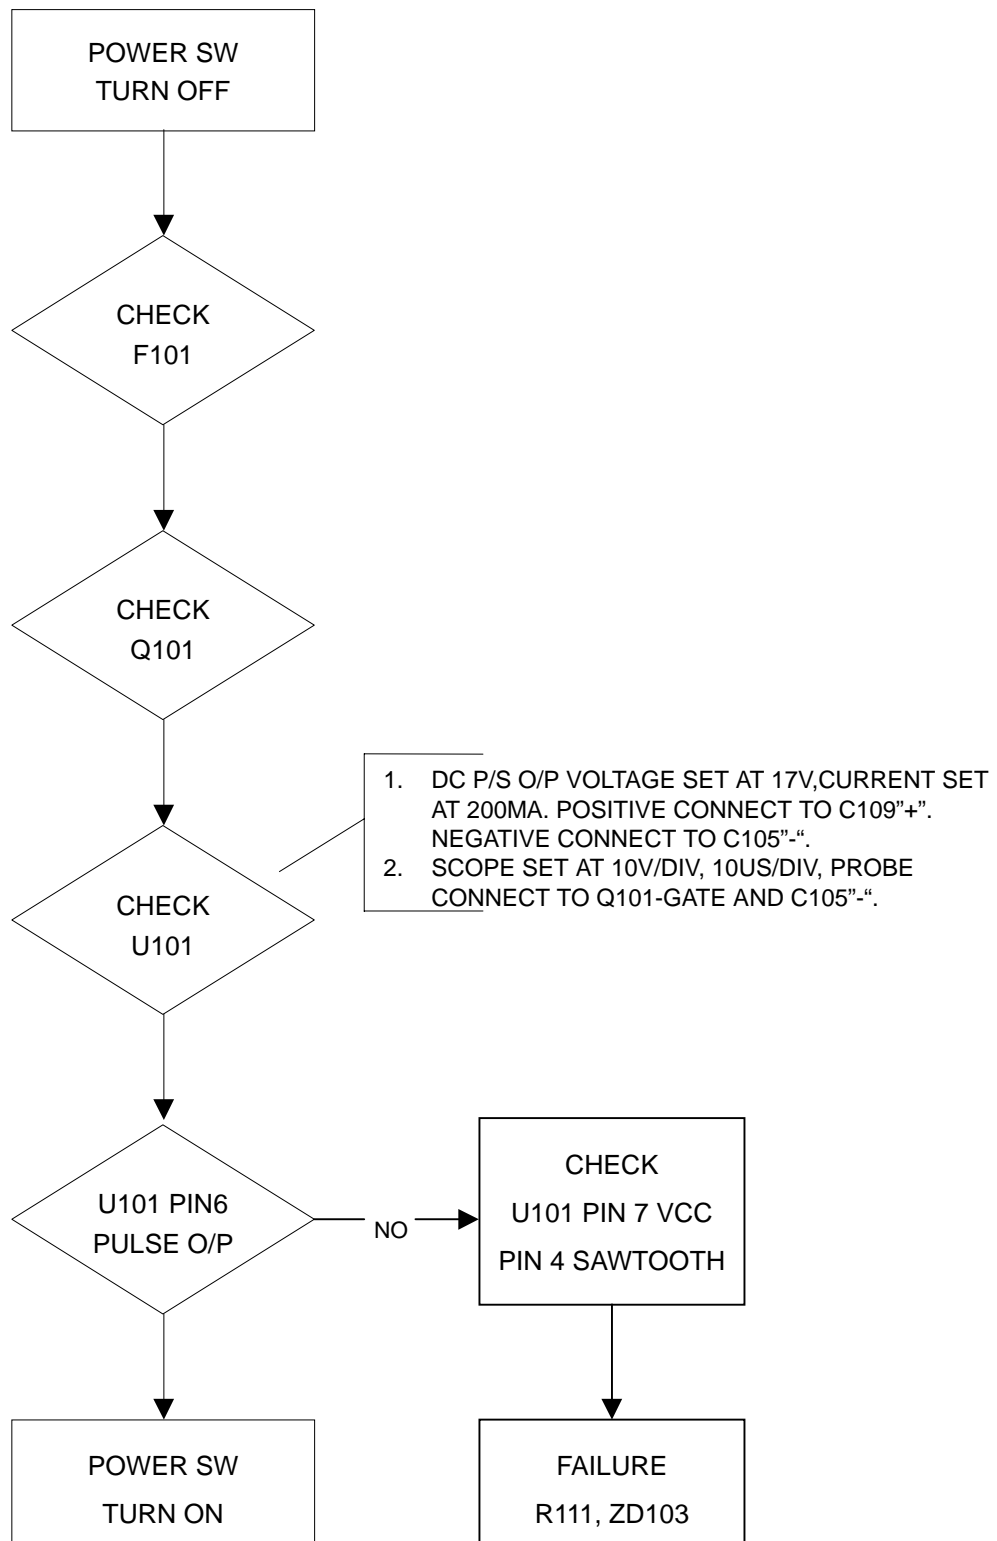 POWER SW
TURN OFF
CHECK
F101
CHECK
Q101
1. DC P/S O/P VOLTAGE SET AT 17V,CURRENT SET
AT 200MA. POSITIVE CONNECT TO C109”+”.
NEGATIVE CONNECT TO C105”-“.
2. SCOPE SET AT 10V/DIV, 10US/DIV, PROBE
CONNECT TO Q101-GATE AND C105”-“.
CHECK
U101
U101 PIN6
PULSE O/P
NO
CHECK
U101 PIN 7 VCC
PIN 4 SAWTOOTH
POWER SW
TURN ON
FAILURE
R111, ZD103